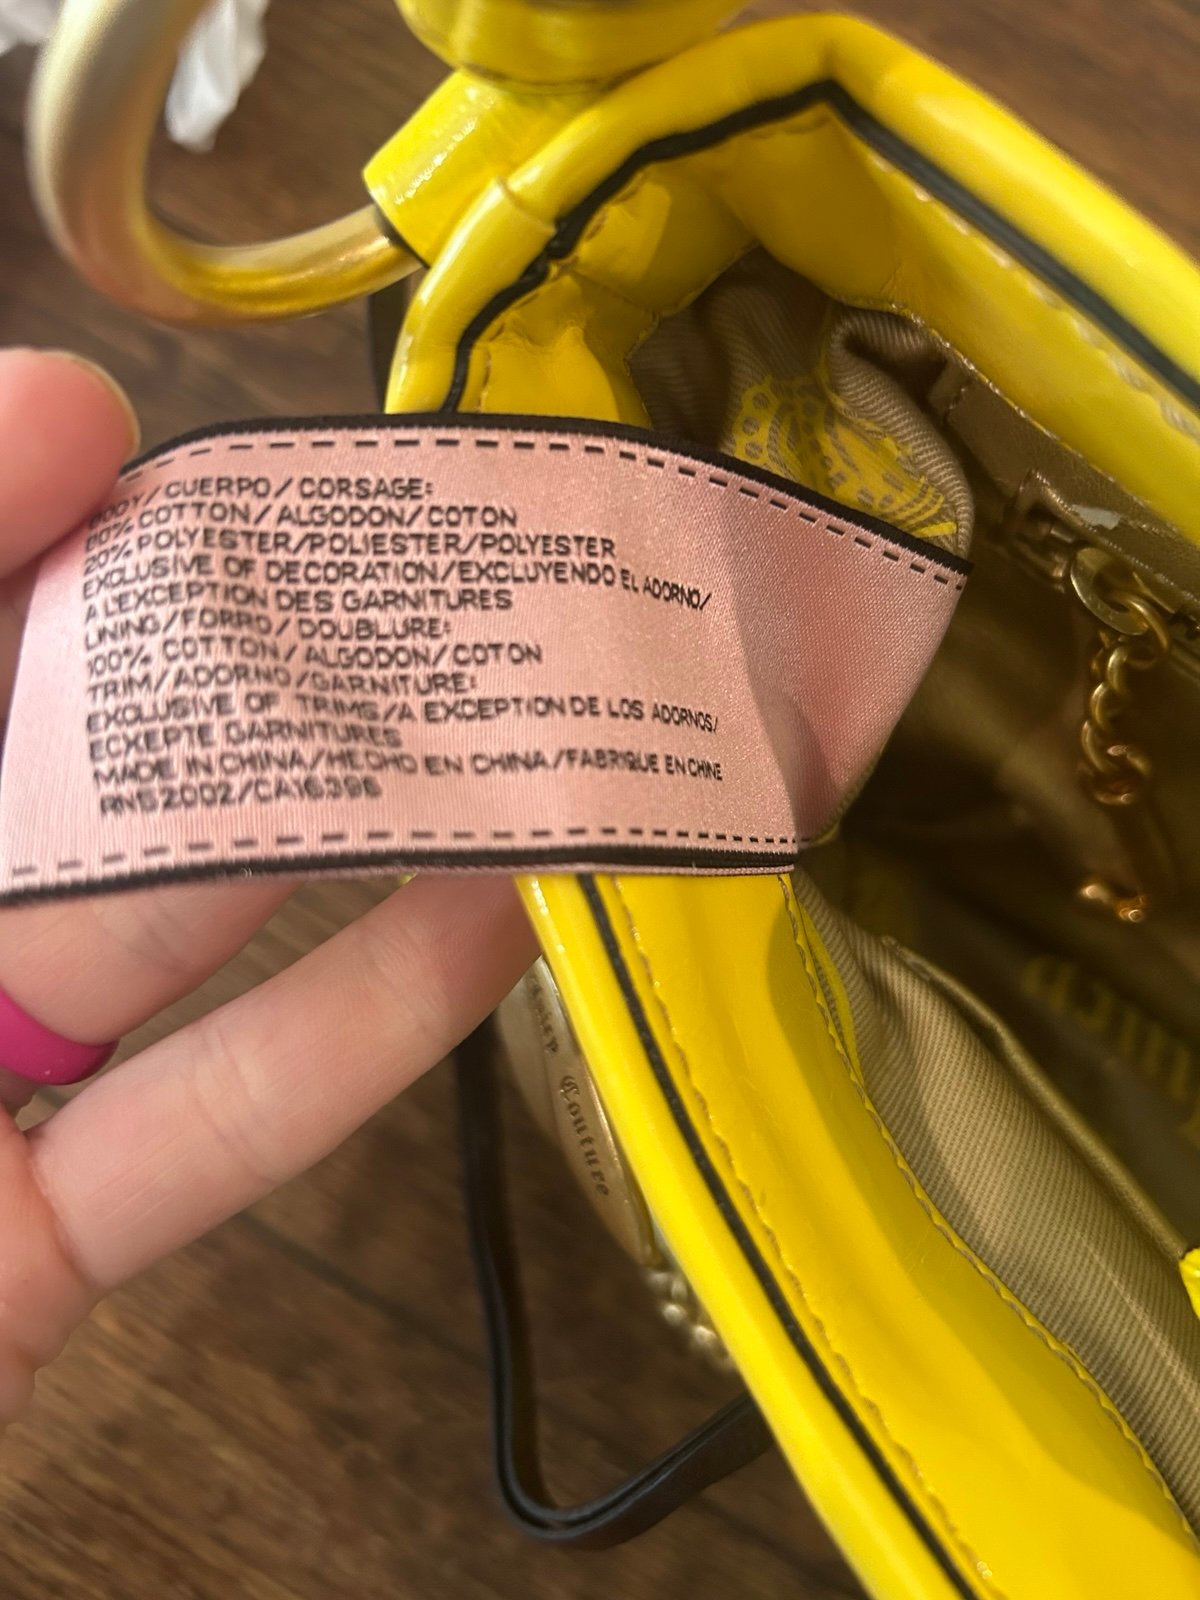 BODY/CUERPO/CORSAGE:
80% COTTON/ALGODON/COTON
20% POLYESTER/POLIESTER/POLYESTER
EXCLUSIVE OF DECORATION/EXCLUYENDO EL ADORNO/
A L'EXCEPTION DES GARNITURES
LINING/FORRO/DOUBLURE:
100% COTTON/ALGODON/COTON
TRIM/ADORNO/GARNITURE:
EXCLUSIVE OF TRIMS/A EXCEPTION DE LOS ADORNOS/
ECXEPTE GARNITURES
MADE IN CHINA/HECHO EN CHINA/FABRIQUE EN CHINE
RN52002/CA16396
Juicy Couture